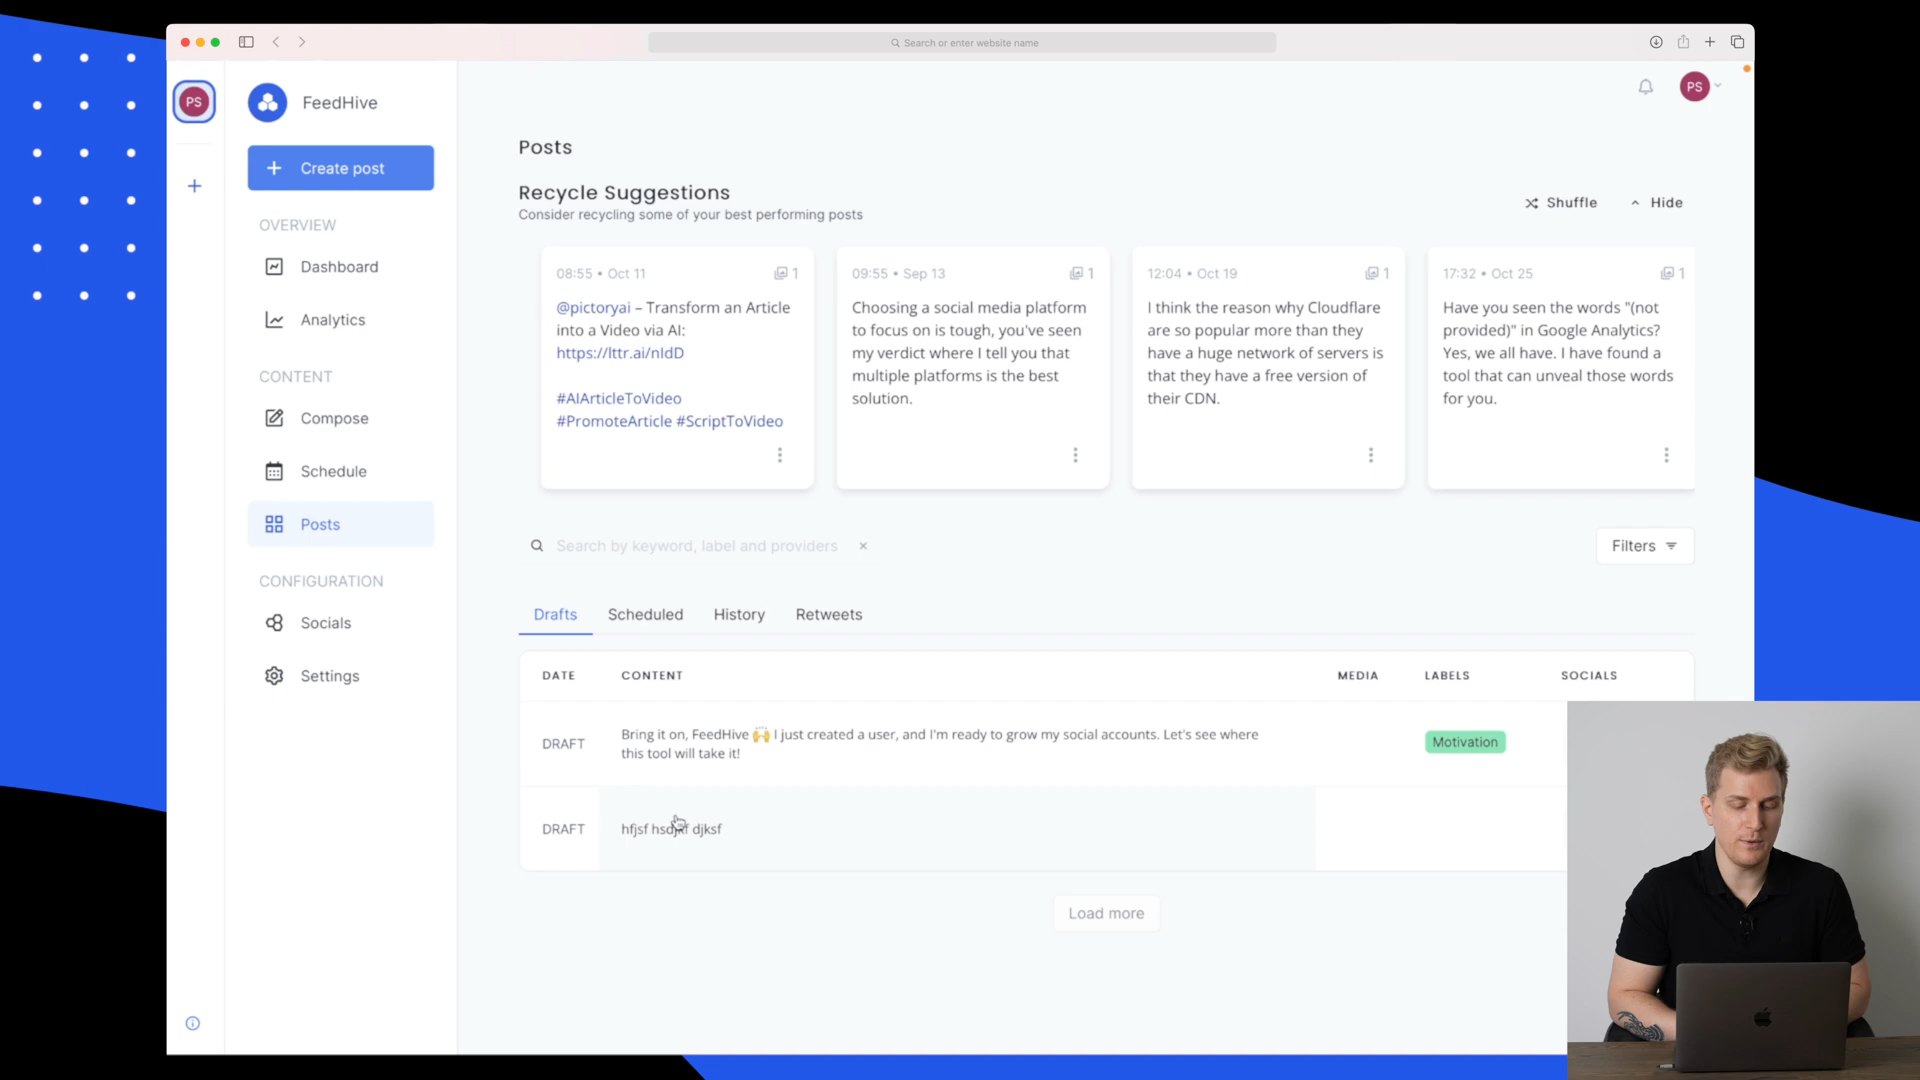 Search or enter website name
PS
FeedHive
PS
Create post
OVERVIEW
Dashboard
Analytics
CONTENT
Compose
Schedule
Posts
CONFIGURATION
Socials
Settings
Posts
Recycle Suggestions
Consider recycling some of your best performing posts
Shuffle
Hide
08:55 • Oct 11
1
@pictoryai – Transform an Article
into a Video via AI:
https://lttr.ai/nIdD
#AIArticleToVideo
#PromoteArticle #ScriptToVideo
09:55 • Sep 13
1
Choosing a social media platform
to focus on is tough, you've seen
my verdict where I tell you that
multiple platforms is the best
solution.
12:04 • Oct 19
1
I think the reason why Cloudflare
are so popular more than they
have a huge network of servers is
that they have a free version of
their CDN.
17:32 • Oct 25
1
Have you seen the words "(not
provided)" in Google Analytics?
Yes, we all have. I have found a
tool that can unveal those words
for you.
Search by keyword, label and providers
Filters
Drafts Scheduled History Retweets
DATE CONTENT MEDIA LABELS SOCIALS
DRAFT
Bring it on, FeedHive 🙌 I just created a user, and I'm ready to grow my social accounts. Let's see where
this tool will take it!
Motivation
DRAFT
hfjsf djksf
Load more